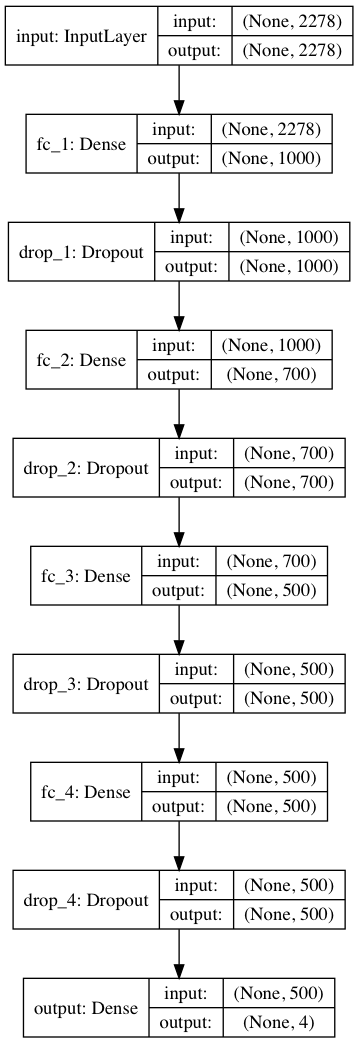 input: InputLayer
input: (None, 2278)
output: (None, 2278)
fc_1: Dense
input: (None, 2278)
output: (None, 1000)
drop_1: Dropout
input: (None, 1000)
output: (None, 1000)
fc_2: Dense
input: (None, 1000)
output: (None, 700)
drop_2: Dropout
input: (None, 700)
output: (None, 700)
fc_3: Dense
input: (None, 700)
output: (None, 500)
drop_3: Dropout
input: (None, 500)
output: (None, 500)
fc_4: Dense
input: (None, 500)
output: (None, 500)
drop_4: Dropout
input: (None, 500)
output: (None, 500)
output: Dense
input: (None, 500)
output: (None, 4)